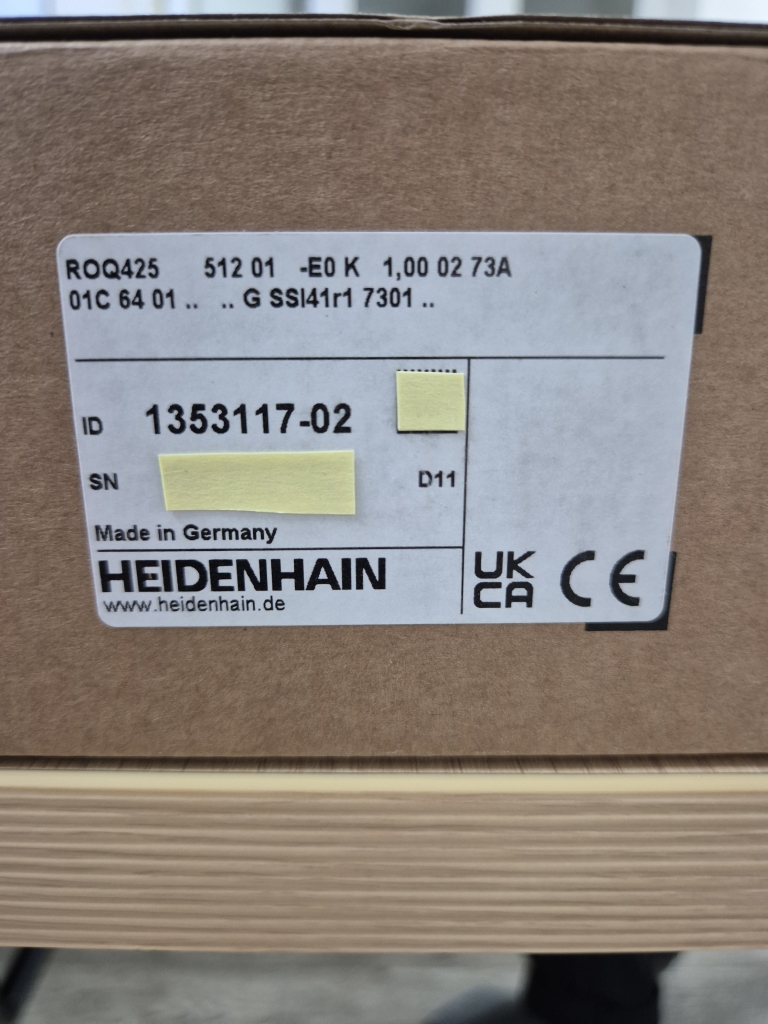 ROQ425 512 01 -E0 K 1,00 02 73A
01C 64 01 .. .. G SSI41r1 7301 ..
ID 1353117-02
SN D11
Made in Germany
HEIDENHAIN
www.heidenhain.de
UK
CA
CE